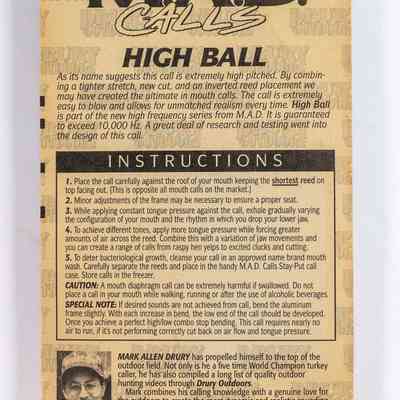 M.A.D.
CALLS
HIGH BALL
As its name suggests this call is extremely high pitched. By combin-
ing a tighter stretch, new cut, and an inverted reed placement we
may have created the ultimate in mouth calls. The call is extremely
easy to blow and allows for unmatched realism every time. High Ball
is part of the new high frequency series from M.A.D. It is guaranteed
to exceed 10,000 Hz. A great deal of research and testing went into
the design of this call.
INSTRUCTIONS
1. Place the call carefully against the roof of your mouth keeping the shortest reed on
top facing out. (This is opposite all mouth calls on the market.)
2. Minor adjustments of the frame may be necessary to ensure a proper seat.
3. While applying constant tongue pressure against the call, exhale gradually varying
the configuration of your mouth and the rhythm in which you drop your lower jaw.
4. To achieve different tones, apply more tongue pressure while forcing greater
amounts of air across the reed. Combine this with a variation of jaw movements and
you can create a range of calls from raspy hen yelps to excited clucks and cutting.
5. To deter bacteriological growth, cleanse your call in an approved name brand mouth
wash. Carefully separate the reeds and place in the handy M.A.D. Calls Stay-Put call
case. Store calls in the freezer.
CAUTION: A mouth diaphragm call can be extremely harmful if swallowed. Do not
place a call in your mouth while walking, running or after the use of alcoholic beverages.
SPECIAL NOTE: If desired sounds are not achieved from call, bend the aluminum
frame slightly. With each increase in bend, the low end of the call should be developed.
Once you achieve a perfect high/low combo stop bending. This call requires nearly no
air to run, if it's not performing correctly cut back on air flow and tongue pressure.
MARK ALLEN DRURY has propelled himself to the top of the
outdoor field. Not only is he a five time World Champion turkey
caller, he has also compiled a long list of quality outdoor
hunting videos through Drury Outdoors.
Mark combines his calling knowledge with a genuine love for